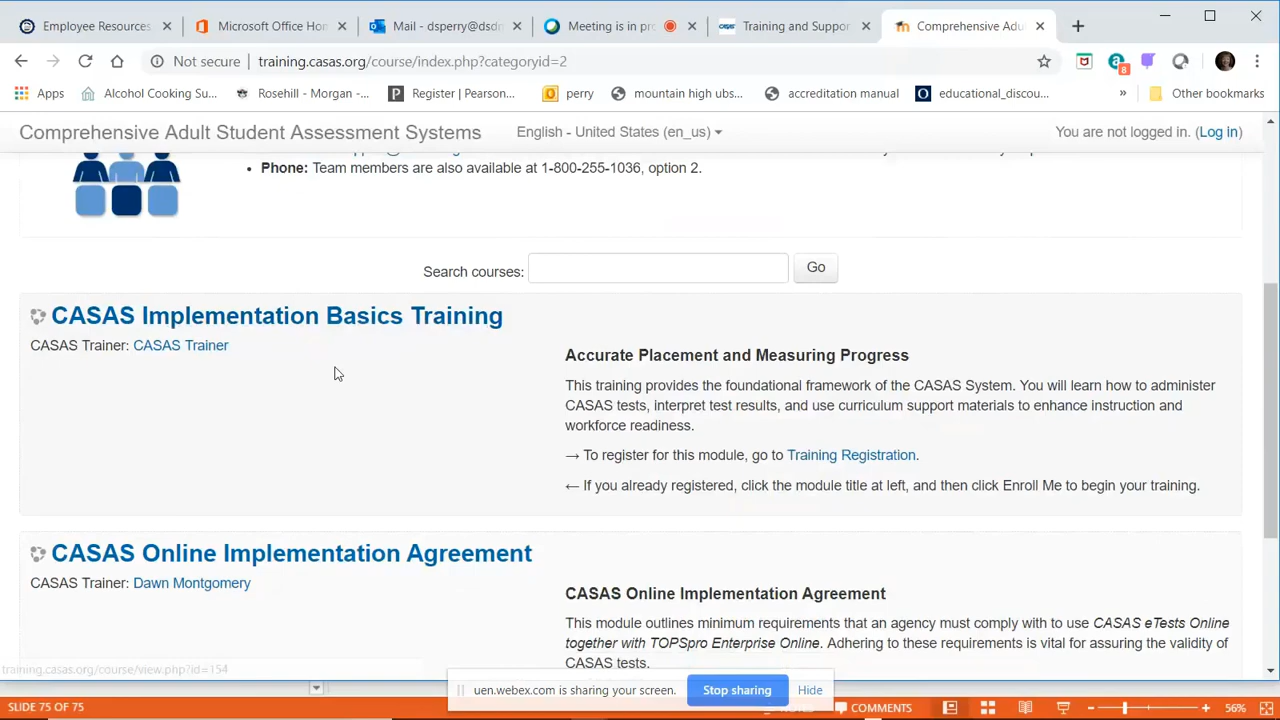 Employee Resources
Microsoft Office Hon
Mail - dsperry@dsdn
Meeting is in pr
Training and Suppor
Comprehensive Adu
Not secure training.casas.org/course/index.php?categoryid=2
8
Apps
Alcohol Cooking Su...
Rosehill - Morgan -...
Register | Pearson...
perry
mountain high ubs...
accreditation manual
educational_discou...
»
Other bookmarks
Comprehensive Adult Student Assessment Systems
English - United States (en_us)
You are not logged in. (Log in)
• Phone: Team members are also available at 1-800-255-1036, option 2.
Search courses:
Go
CASAS Implementation Basics Training
CASAS Trainer: CASAS Trainer
Accurate Placement and Measuring Progress
This training provides the foundational framework of the CASAS System. You will learn how to administer
CASAS tests, interpret test results, and use curriculum support materials to enhance instruction and
workforce readiness.
→ To register for this module, go to Training Registration.
← If you already registered, click the module title at left, and then click Enroll Me to begin your training.
CASAS Online Implementation Agreement
CASAS Trainer: Dawn Montgomery
CASAS Online Implementation Agreement
This module outlines minimum requirements that an agency must comply with to use CASAS eTests Online
together with TOPSpro Enterprise Online. Adhering to these requirements is vital for assuring the validity of
CASAS tests.
training.casas.org/course/view.php?id=154
uen.webex.com is sharing your screen.
Stop sharing
Hide
SLIDE 75 OF 75
COMMENTS
56%